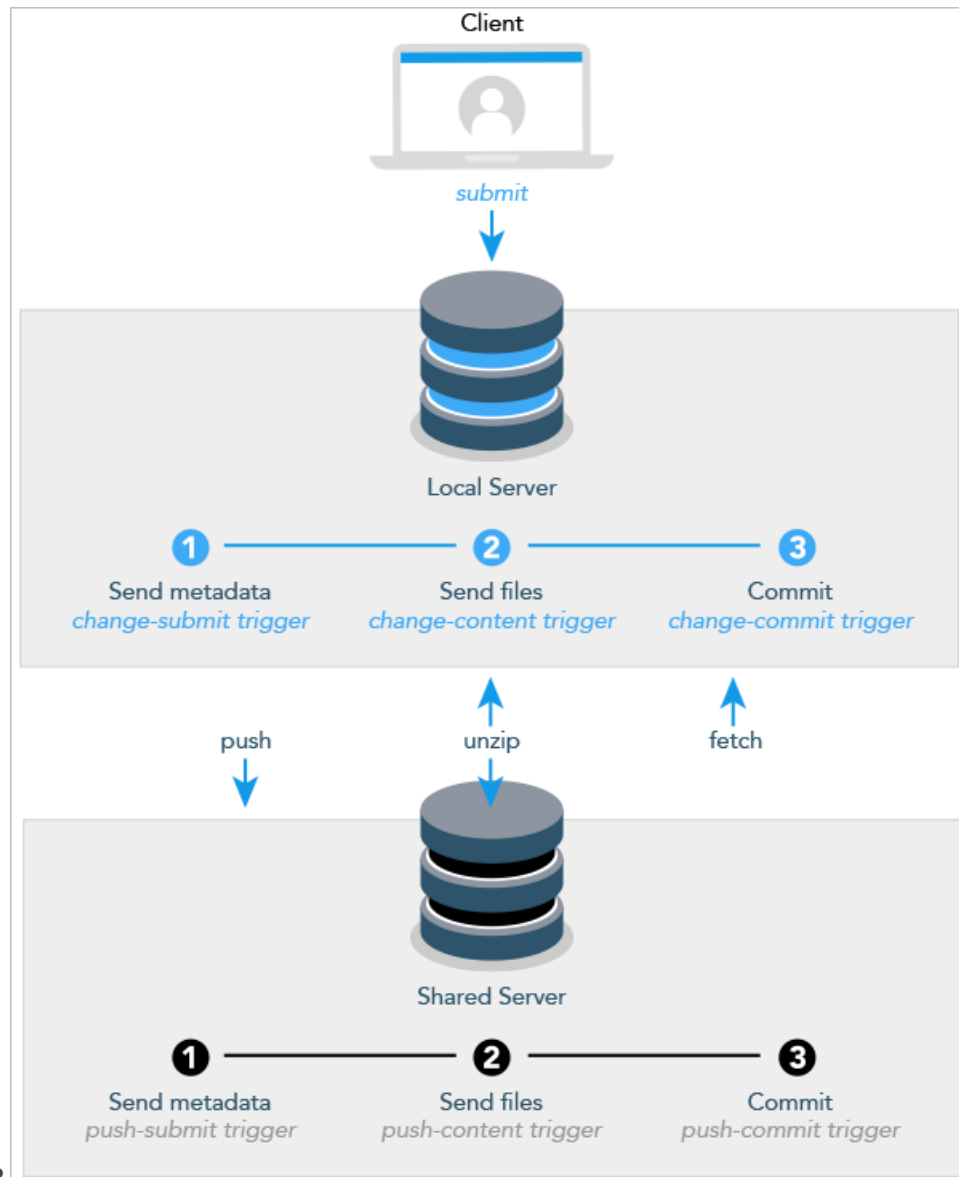 Client
submit
Local Server
1 2 3
Send metadata Send files Commit
change-submit trigger change-content trigger change-commit trigger
push unzip fetch
Shared Server
1 2 3
Send metadata Send files Commit
push-submit trigger push-content trigger push-commit trigger